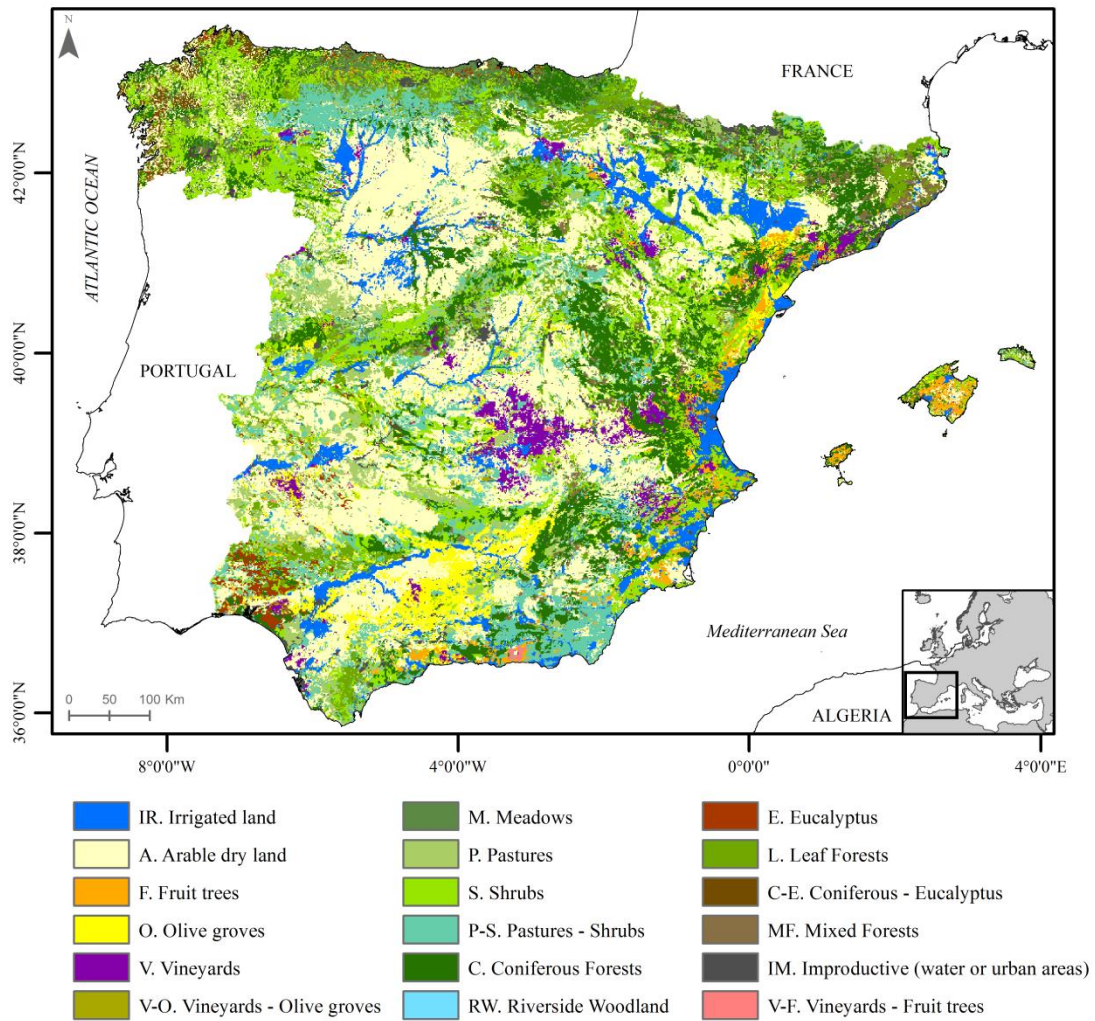 N
FRANCE
42°0'0"N
ATLANTIC OCEAN
40°0'0"N
PORTUGAL
38°0'0"N
Mediterranean Sea
0 50 100 Km
36°0'0"N
ALGERIA
8°0'0"W 4°0'0"W 0°0'0" 4°0'0"E
IR. Irrigated land
A. Arable dry land
F. Fruit trees
O. Olive groves
V. Vineyards
V-O. Vineyards - Olive groves
M. Meadows
P. Pastures
S. Shrubs
P-S. Pastures - Shrubs
C. Coniferous Forests
RW. Riverside Woodland
E. Eucalyptus
L. Leaf Forests
C-E. Coniferous - Eucalyptus
MF. Mixed Forests
IM. Improductive (water or urban areas)
V-F. Vineyards - Fruit trees